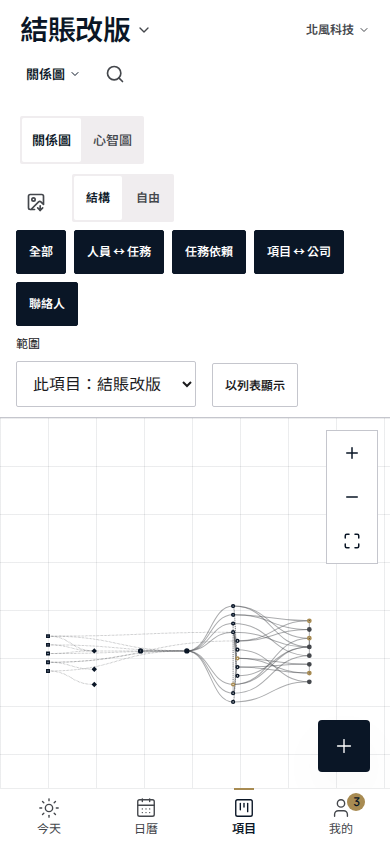 結帳改版
北風科技
關係圖
關係圖 心智圖
結構 自由
全部 人員↔任務 任務依賴 項目↔公司
聯絡人
範圍
此項目：結帳改版 以列表顯示
3
今天 日曆 項目 我的